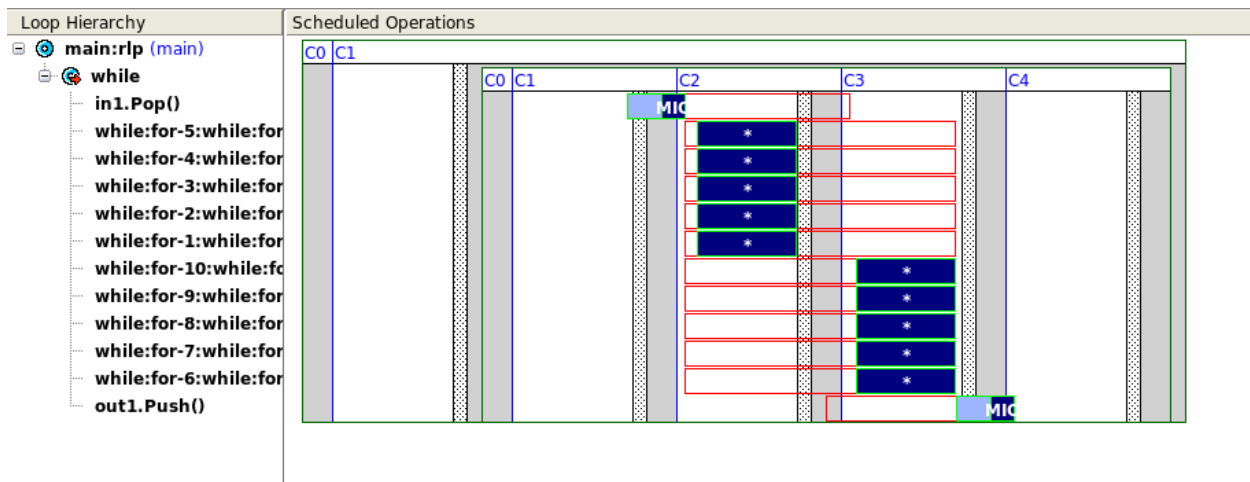 Loop Hierarchy
Scheduled Operations
main:rlp (main)
C0 C1
while
C0 C1 C2 C3 C4
in1.Pop()
MIO
while:for-5:while:for
*
while:for-4:while:for
*
while:for-3:while:for
*
while:for-2:while:for
*
while:for-1:while:for
*
while:for-10:while:fo
*
while:for-9:while:for
*
while:for-8:while:for
*
while:for-7:while:for
*
while:for-6:while:for
*
out1.Push()
MIO